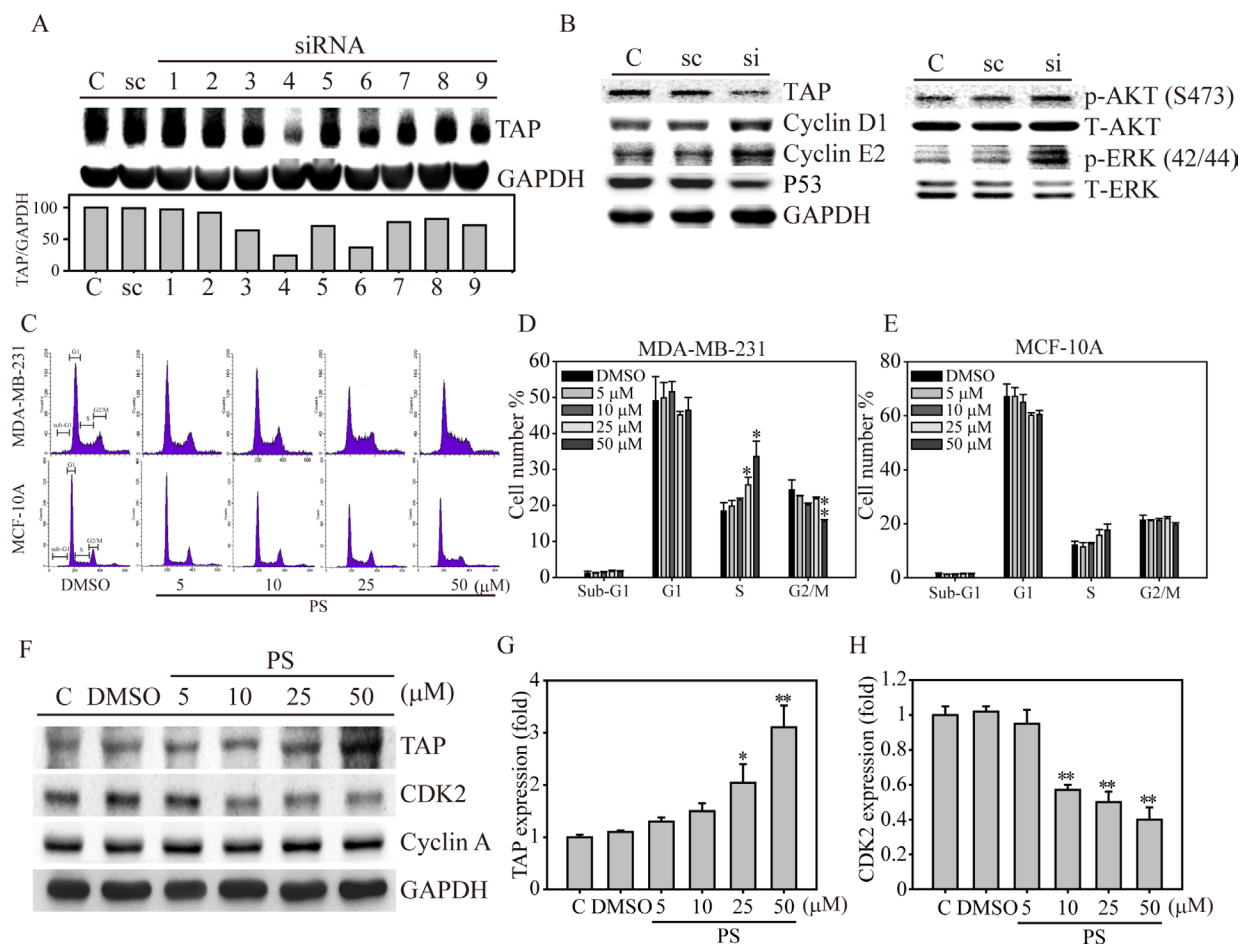 A
siRNA
C sc 1 2 3 4 5 6 7 8 9
TAP
GAPDH
TAP/GAPDH
100
50
0
C sc 1 2 3 4 5 6 7 8 9
B
C sc si
TAP
Cyclin D1
Cyclin E2
P53
GAPDH
C sc si
p-AKT (S473)
T-AKT
p-ERK (42/44)
T-ERK
C
MDA-MB-231
G1
sub-G1
S
G2/M
MCF-10A
G1
sub-G1
S
G2/M
DMSO 5 10 25 50 (μM)
PS
D
MDA-MB-231
Cell number %
60
50
40
30
20
10
0
DMSO
5 μM
10 μM
25 μM
50 μM
*
*
**
Sub-G1 G1 S G2/M
E
MCF-10A
Cell number %
80
60
40
20
0
DMSO
5 μM
10 μM
25 μM
50 μM
Sub-G1 G1 S G2/M
F
PS
C DMSO 5 10 25 50 (μM)
TAP
CDK2
Cyclin A
GAPDH
G
TAP expression (fold)
4
3
2
1
0
*
**
C DMSO 5 10 25 50 (μM)
PS
H
CDK2 expression (fold)
1.2
1
0.8
0.6
0.4
0.2
0
** ** **
C DMSO 5 10 25 50 (μM)
PS